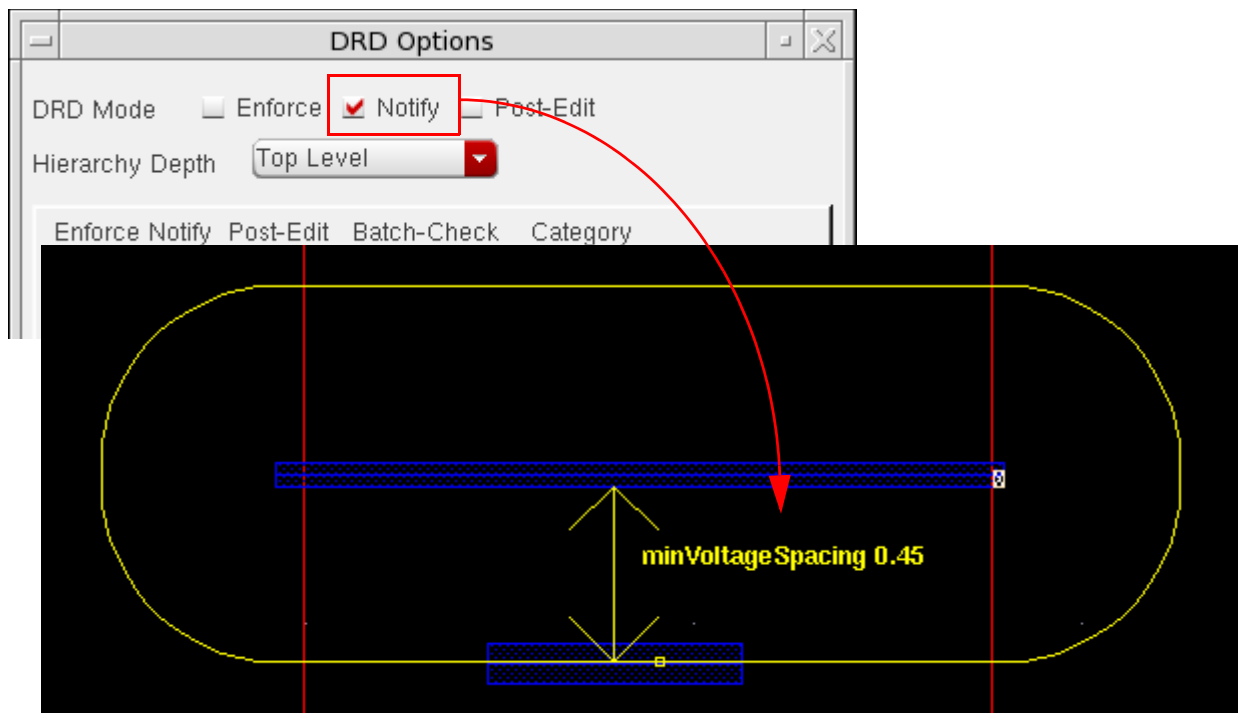 DRD Options
DRD Mode Enforce Notify Post-Edit
Hierarchy Depth Top Level
Enforce Notify Post-Edit Batch-Check Category
minVoltageSpacing 0.45